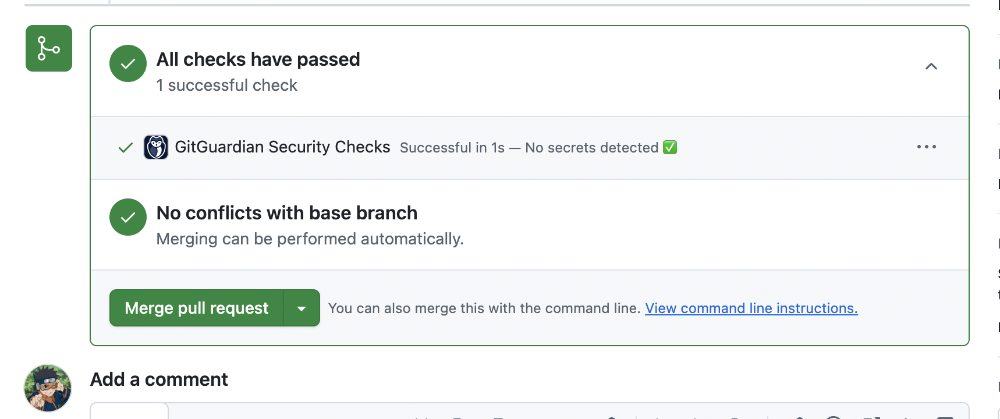 All checks have passed
1 successful check
GitGuardian Security Checks Successful in 1s — No secrets detected ✅
No conflicts with base branch
Merging can be performed automatically.
Merge pull request You can also merge this with the command line. View command line instructions.
Add a comment